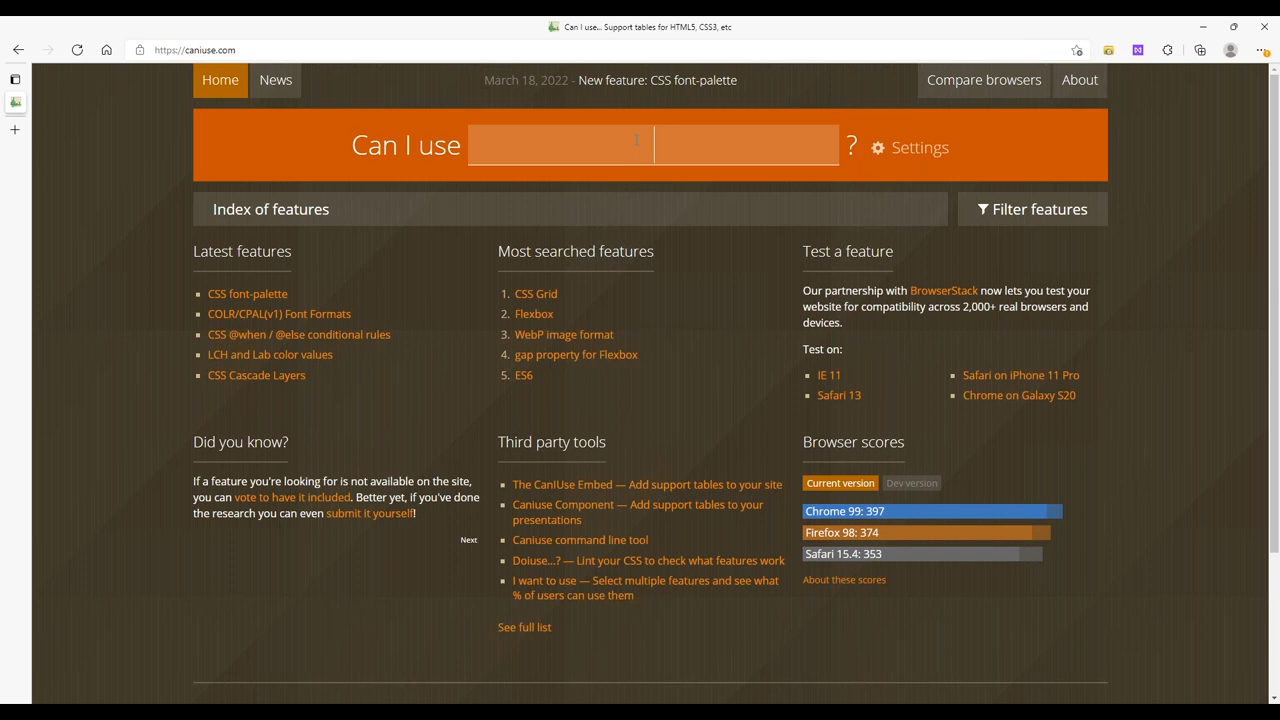 Can I use... Support tables for HTML5, CSS3, etc
https://caniuse.com
Home
News
March 18, 2022 - New feature: CSS font-palette
Compare browsers
About
Can I use
?
Settings
Index of features
Filter features
Latest features
CSS font-palette
COLR/CPAL(v1) Font Formats
CSS @when / @else conditional rules
LCH and Lab color values
CSS Cascade Layers
Most searched features
1. CSS Grid
2. Flexbox
3. WebP image format
4. gap property for Flexbox
5. ES6
Test a feature
Our partnership with BrowserStack now lets you test your
website for compatibility across 2,000+ real browsers and
devices.
Test on:
IE 11
Safari 13
Safari on iPhone 11 Pro
Chrome on Galaxy S20
Did you know?
If a feature you're looking for is not available on the site,
you can vote to have it included. Better yet, if you've done
the research you can even submit it yourself!
Next
Third party tools
The CanIUse Embed — Add support tables to your site
Caniuse Component — Add support tables to your
presentations
Caniuse command line tool
Doiuse...? — Lint your CSS to check what features work
I want to use — Select multiple features and see what
% of users can use them
See full list
Browser scores
Current version
Dev version
Chrome 99: 397
Firefox 98: 374
Safari 15.4: 353
About these scores